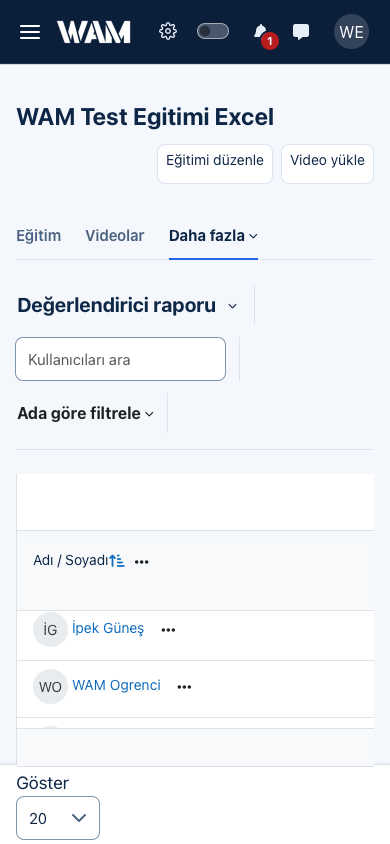 WAM
1
WE
WAM Test Egitimi Excel
Eğitimi düzenle
Video yükle
Eğitim
Videolar
Daha fazla
Değerlendirici raporu
Kullanıcıları ara
Ada göre filtrele
Adı / Soyadı
İG
İpek Güneş
WO
WAM Ogrenci
Göster
20